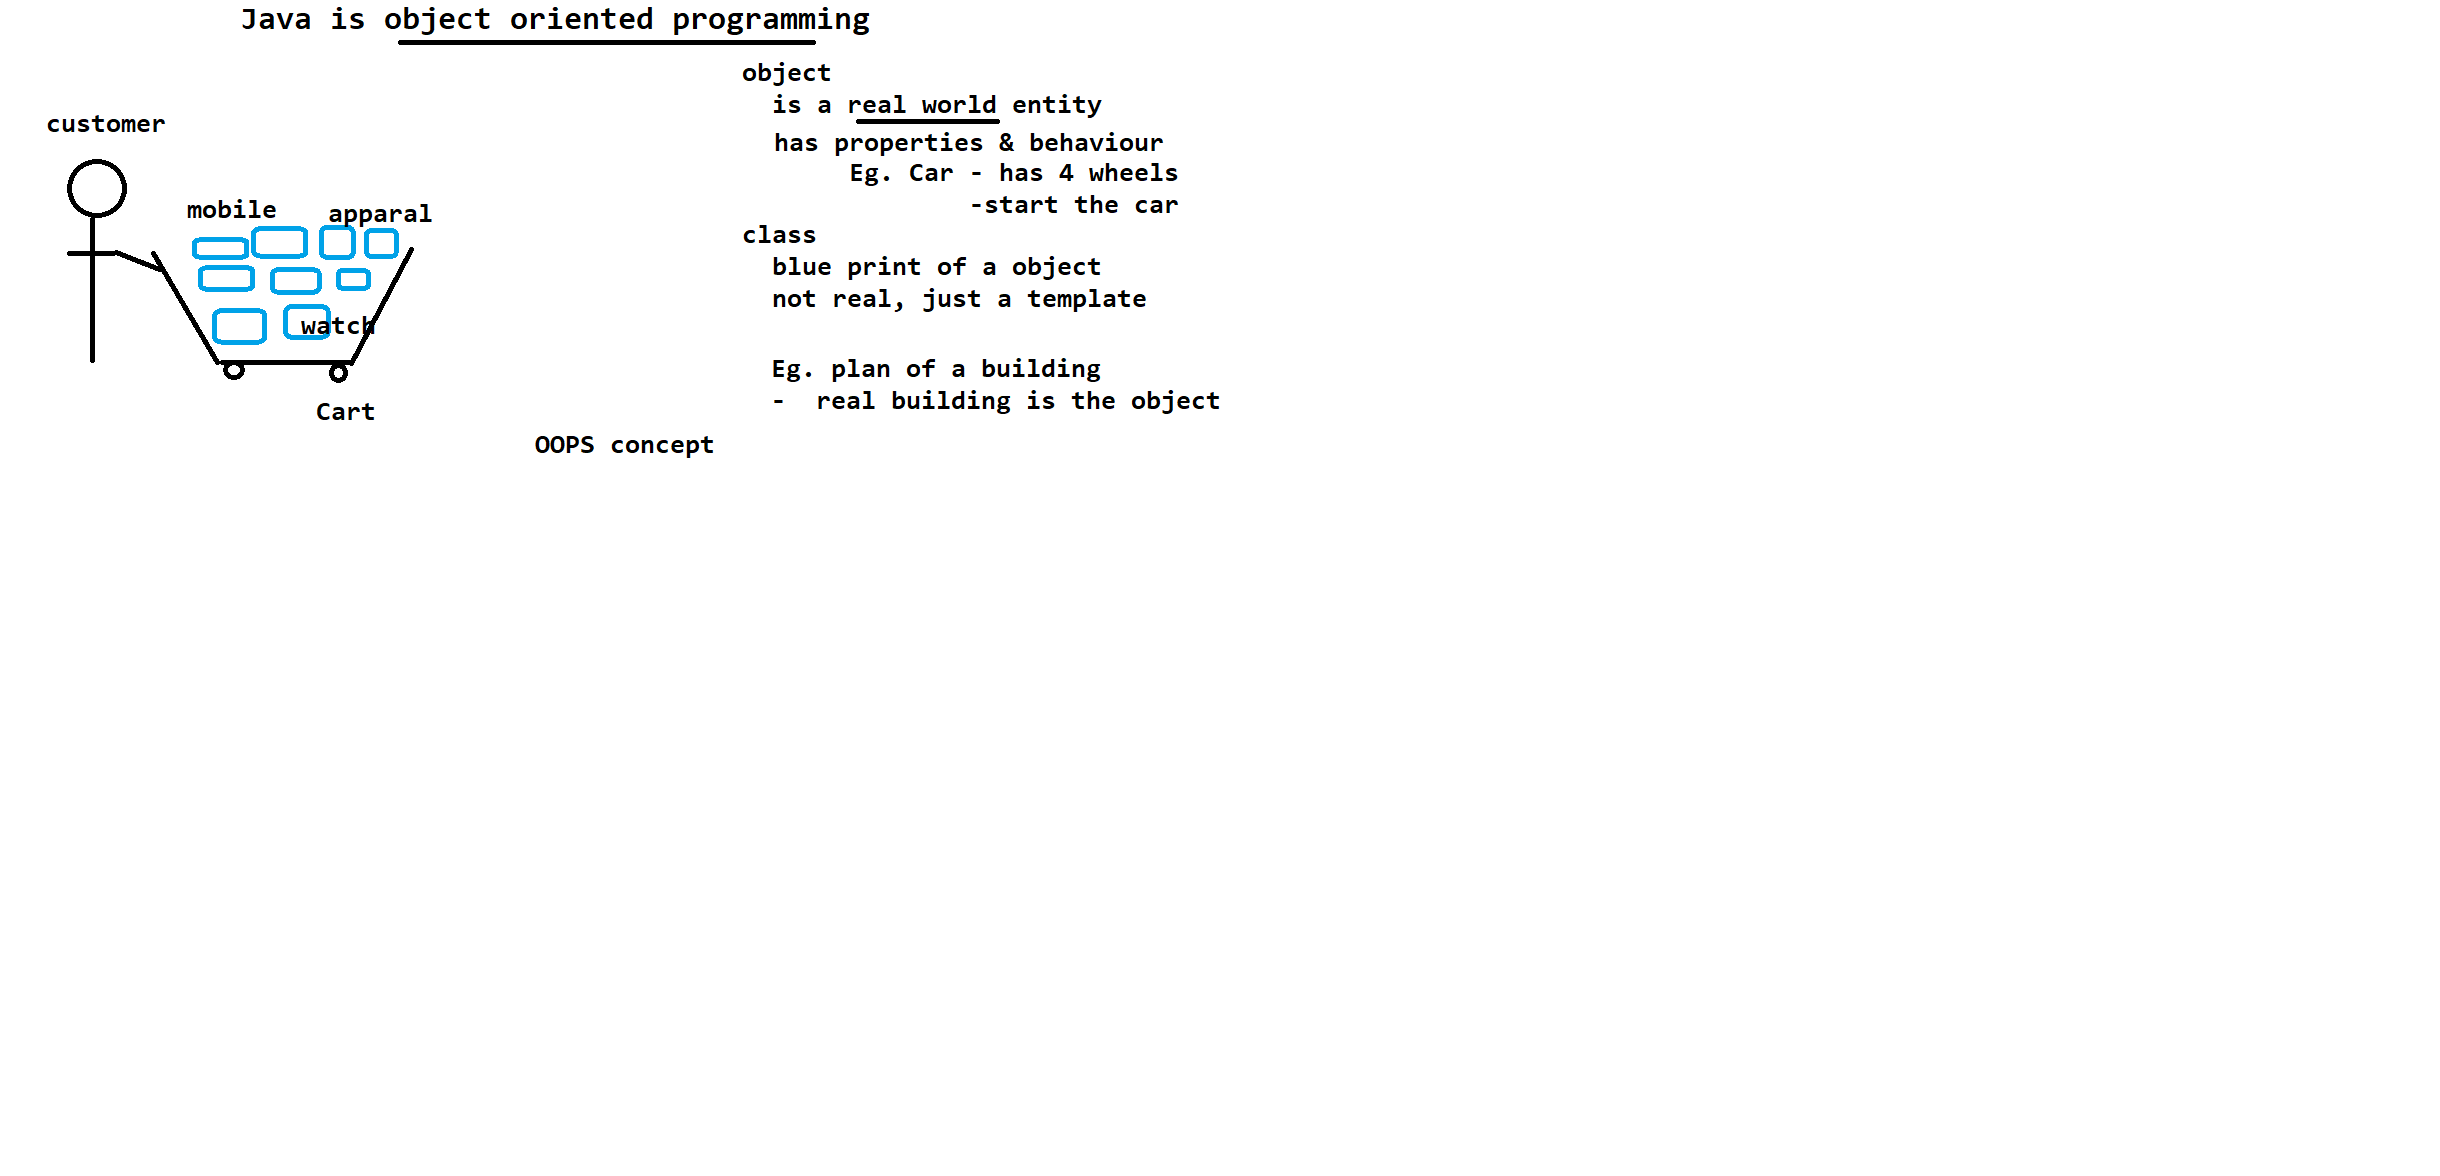 Java is object oriented programming
object
is a real world entity
has properties & behaviour
Eg. Car - has 4 wheels
-start the car
class
blue print of a object
not real, just a template
Eg. plan of a building
- real building is the object
customer
mobile
apparal
watch
Cart
OOPS concept